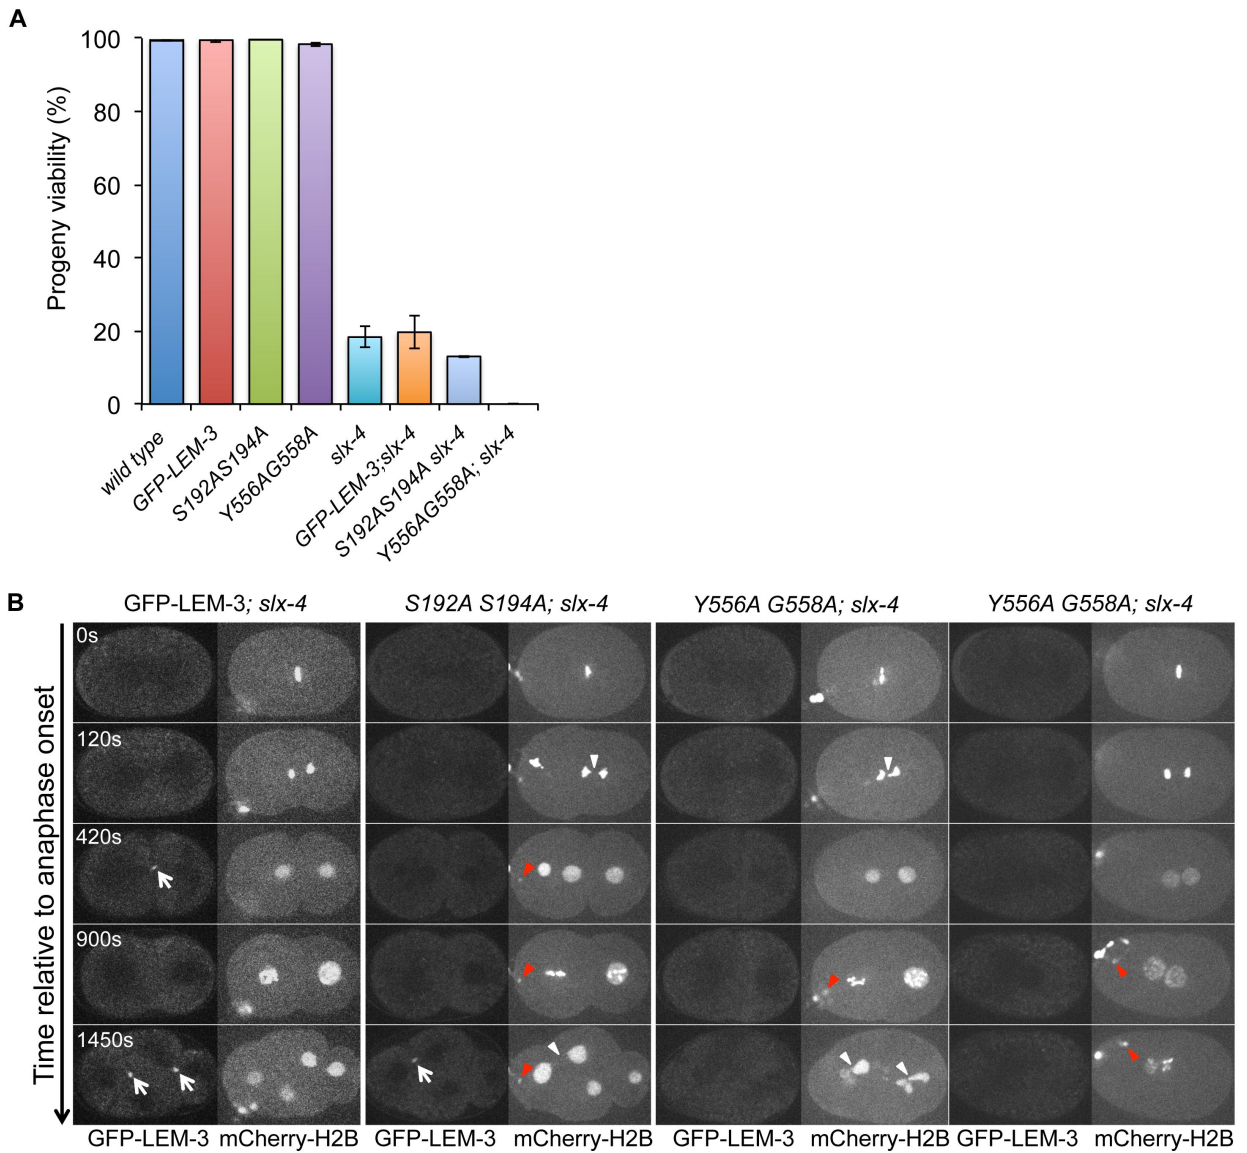 A
Progeny viability (%)
100
80
60
40
20
0
wild type
GFP-LEM-3
S192AS194A
Y556AG558A
slx-4
GFP-LEM-3;slx-4
S192AS194A slx-4
Y556AG558A; slx-4
B
GFP-LEM-3; slx-4 S192A S194A; slx-4 Y556A G558A; slx-4 Y556A G558A; slx-4
Time relative to anaphase onset
0s
120s
420s
900s
1450s
GFP-LEM-3 mCherry-H2B GFP-LEM-3 mCherry-H2B GFP-LEM-3 mCherry-H2B GFP-LEM-3 mCherry-H2B